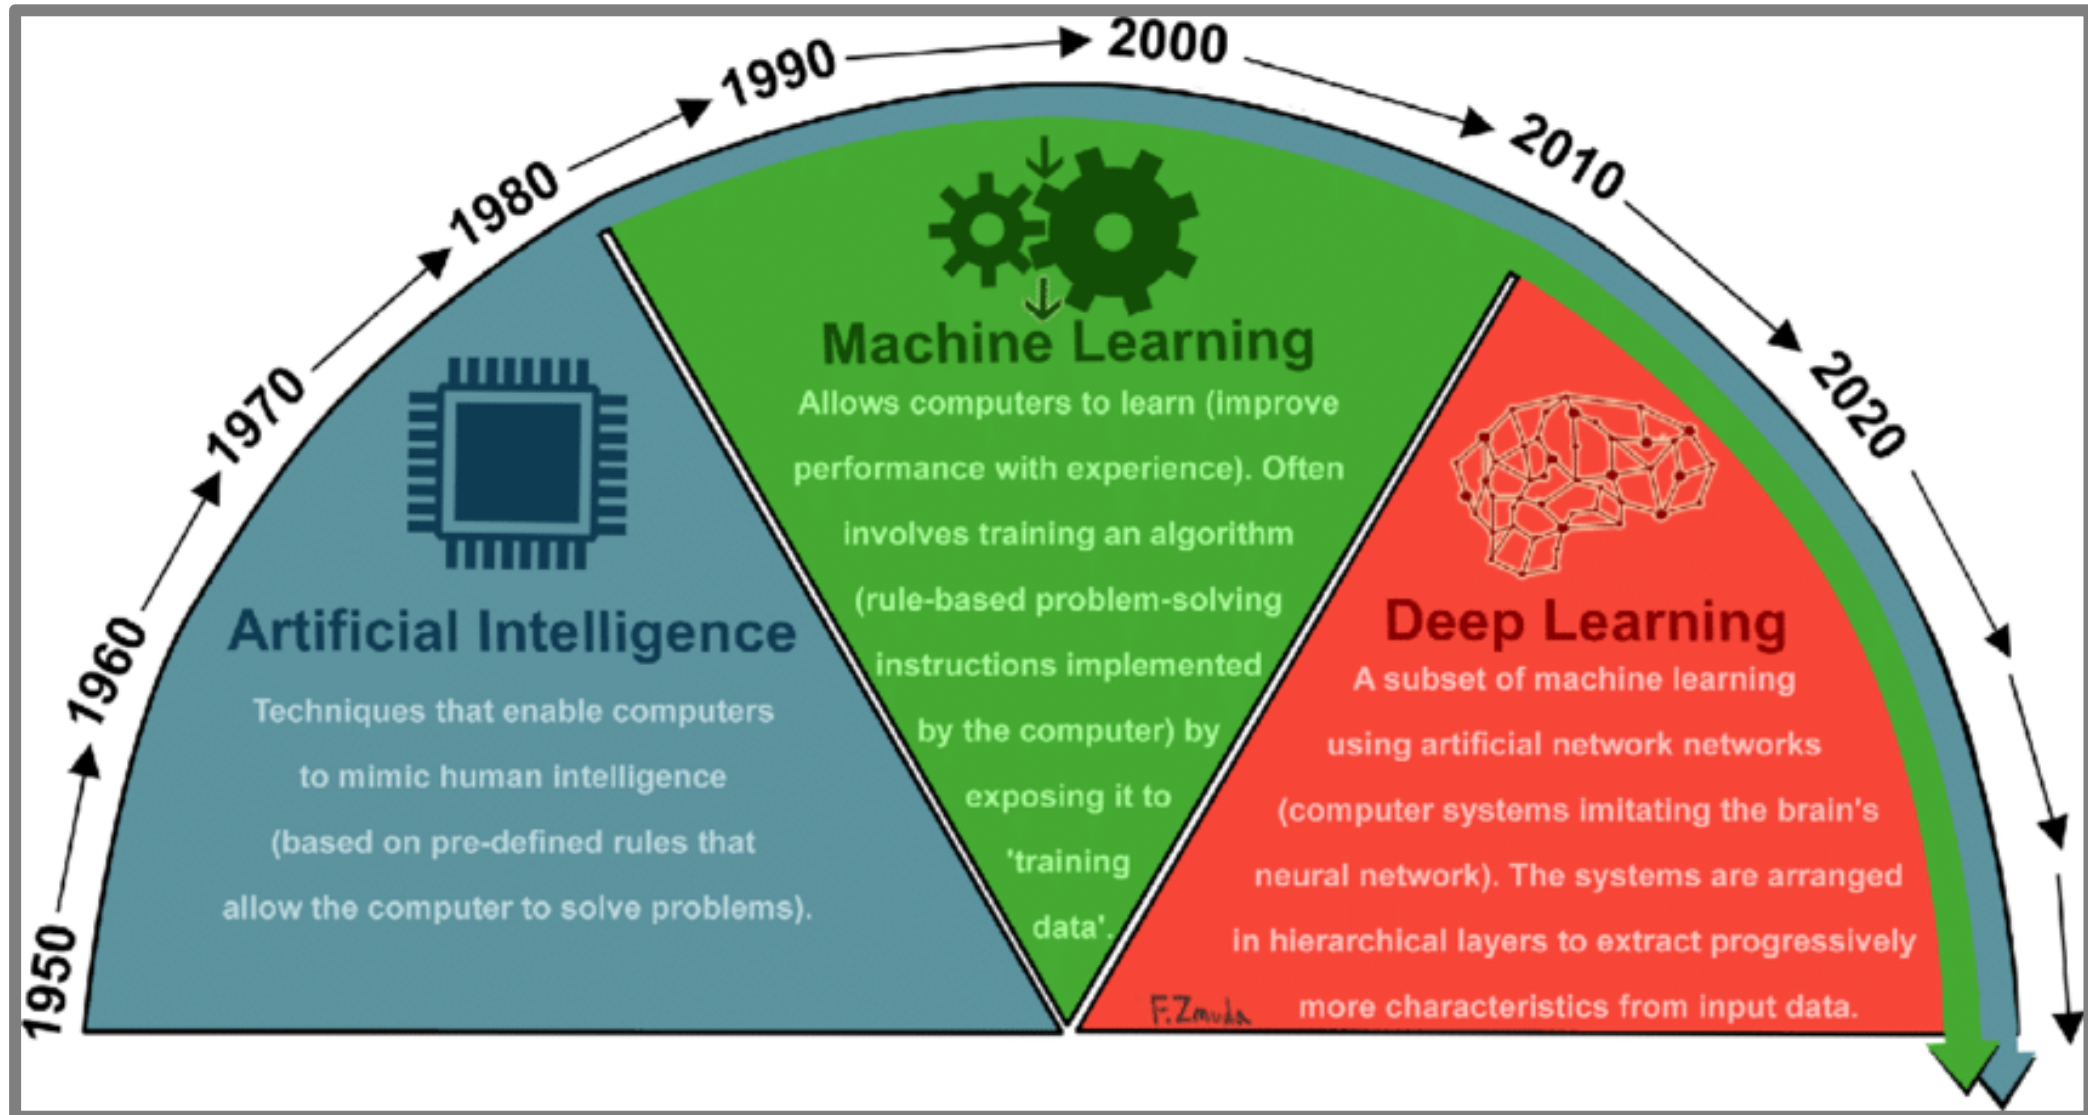 1950
1960
1970
1980
1990
2000
2010
2020
Artificial Intelligence
Techniques that enable computers
to mimic human intelligence
(based on pre-defined rules that
allow the computer to solve problems).
Machine Learning
Allows computers to learn (improve
performance with experience). Often
involves training an algorithm
(rule-based problem-solving
instructions implemented
by the computer) by
exposing it to
'training
data'.
Deep Learning
A subset of machine learning
using artificial network networks
(computer systems imitating the brain's
neural network). The systems are arranged
in hierarchical layers to extract progressively
more characteristics from input data.
F.Zmuda